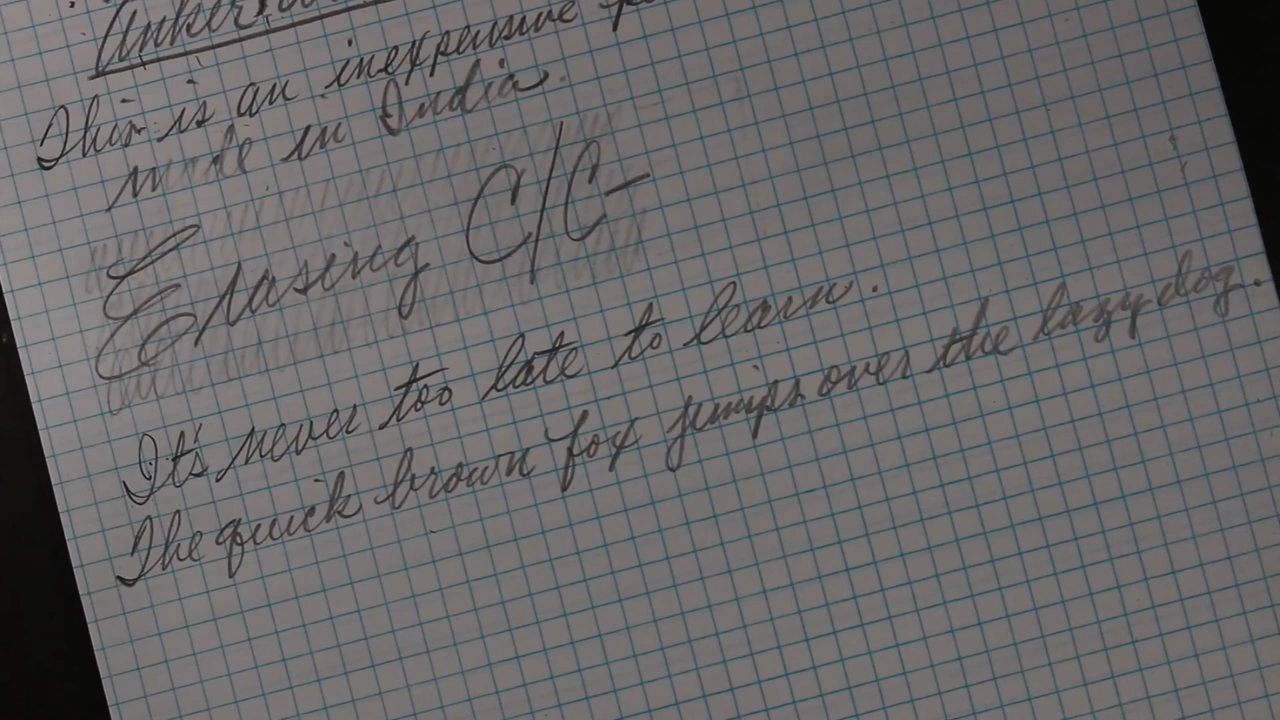 This is an inexpensive
made in India.
Erasing C/C-
It's never too late to learn.
The quick brown fox jumps over the lazy dog.